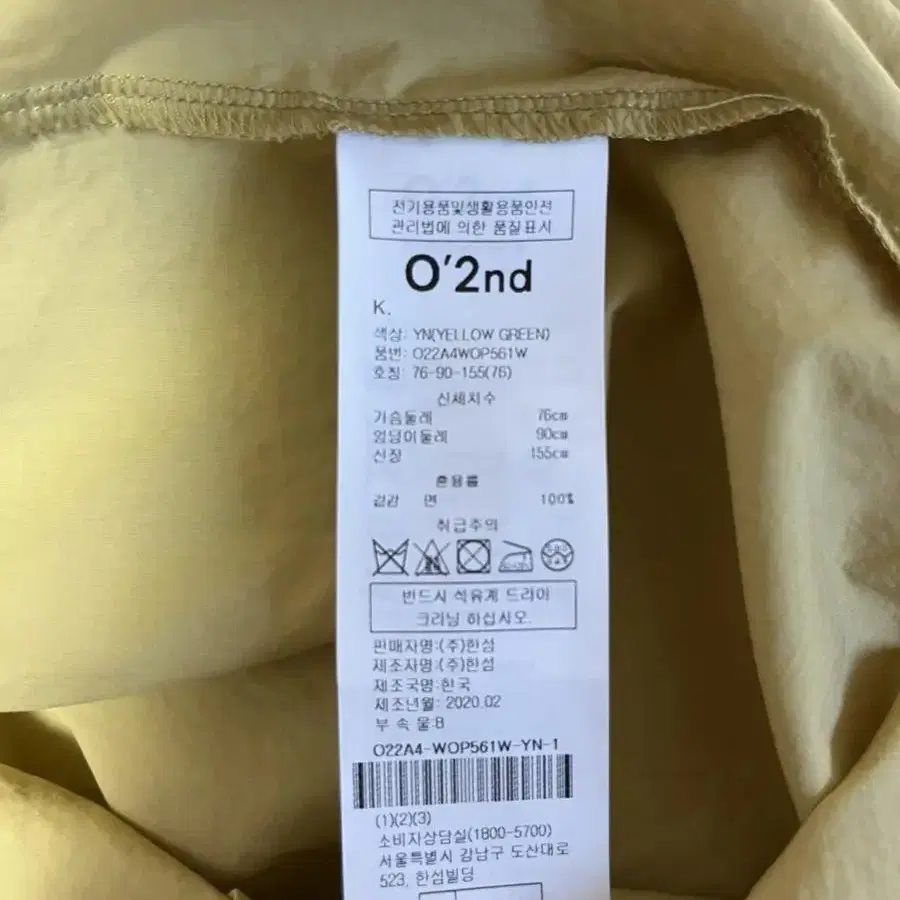 전기용품및생활용품안전
관리법에 의한 품질표시
O'2nd
K.
색상: YN(YELLOW GREEN)
품번: O22A4WOP561W
호칭: 76-90-155(76)
신체치수
가슴둘레 76cm
엉덩이둘레 90cm
신장 155cm
혼용률
겉감 면 100%
취급주의
반드시 석유계 드라이
크리닝 하십시오.
판매자명:(주)한섬
제조자명:(주)한섬
제조국명:한국
제조년월: 2020.02
부 속 물:8
O22A4-WOP561W-YN-1
(1)(2)(3)
소비자상담실(1800-5700)
서울특별시 강남구 도산대로
523, 한섬빌딩